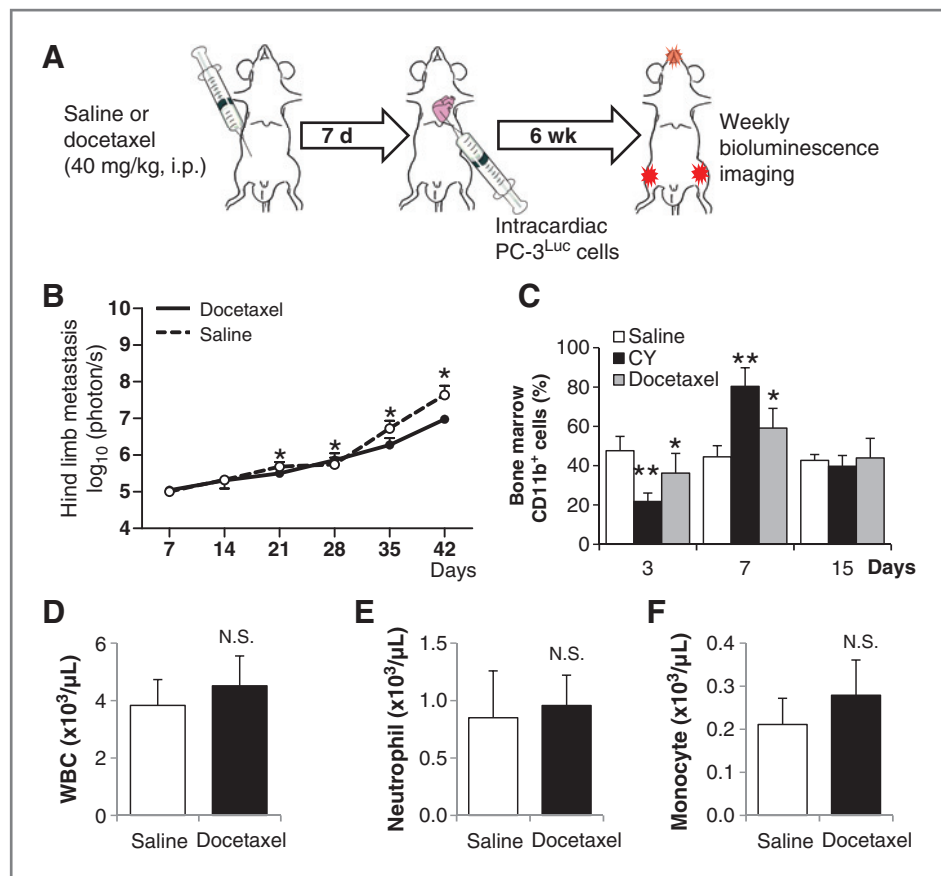 A
Saline or
docetaxel
(40 mg/kg, i.p.)
7 d
6 wk
Weekly
bioluminescence
imaging
Intracardiac
PC-3Luc cells
B
Docetaxel
Saline
Hind limb metastasis
log10 (photon/s)
10
9
8
7
6
5
4
* * * *
7 14 21 28 35 42
Days
C
Saline
CY
Docetaxel
Bone marrow
CD11b+ cells (%)
100
80
60
40
20
0
** * ** *
3 7 15 Days
D
WBC (x10³/µL)
6
4
2
0
N.S.
Saline Docetaxel
E
Neutrophil (x10³/µL)
1.5
1.0
0.5
0.0
N.S.
Saline Docetaxel
F
Monocyte (x10³/µL)
0.4
0.3
0.2
0.1
0.0
N.S.
Saline Docetaxel